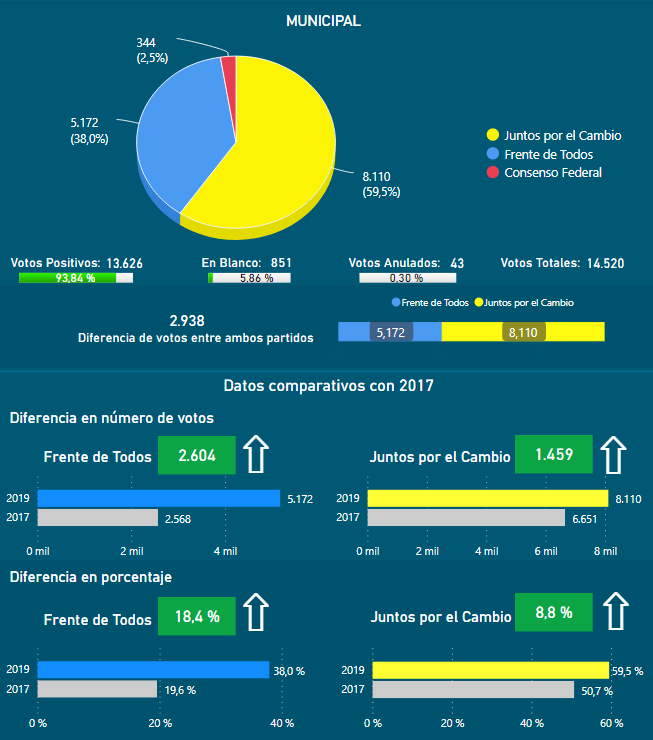 MUNICIPAL
344
(2,5%)
5.172
(38,0%)
8.110
(59,5%)
Juntos por el Cambio
Frente de Todos
Consenso Federal
Votos Positivos: 13.626
93,84 %
En Blanco: 851
5,86 %
Votos Anulados: 43
0,30 %
Votos Totales: 14.520
2.938
Diferencia de votos entre ambos partidos
Frente de Todos Juntos por el Cambio
5,172 8,110
Datos comparativos con 2017
Diferencia en número de votos
Frente de Todos 2.604
2019 5.172
2017 2.568
0 mil 2 mil 4 mil
Juntos por el Cambio 1.459
2019 8.110
2017 6.651
0 mil 2 mil 4 mil 6 mil 8 mil
Diferencia en porcentaje
Frente de Todos 18,4 %
2019 38,0 %
2017 19,6 %
0 % 20 % 40 %
Juntos por el Cambio 8,8 %
2019 59,5 %
2017 50,7 %
0 % 20 % 40 % 60 %